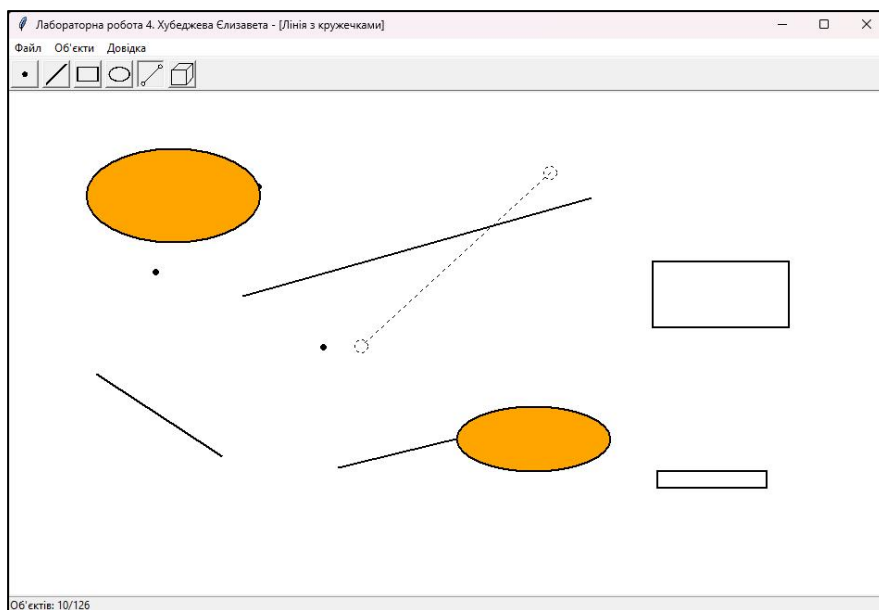 Лабораторна робота 4. Хубеджева Єлизавета - [Лінія з кружечками]
Файл Об'єкти Довідка
Об'єктів: 10/126